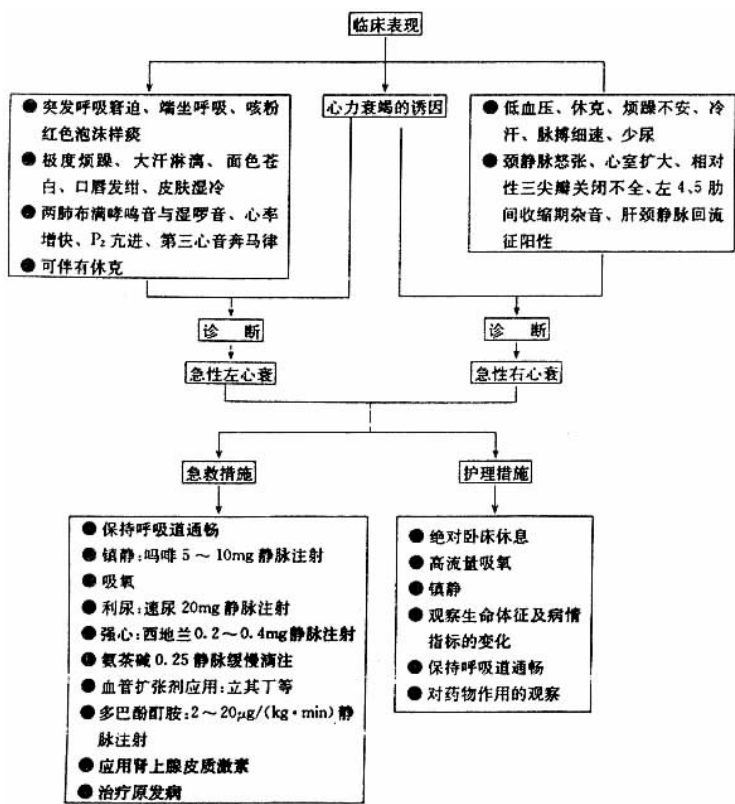 临床表现
● 突发呼吸窘迫、端坐呼吸、咳粉
红色泡沫样痰
● 极度烦躁、大汗淋漓、面色苍
白、口唇发绀、皮肤湿冷
● 两肺布满哮鸣音与湿啰音、心率
增快、P₂亢进、第三心音奔马律
● 可伴有休克
心力衰竭的诱因
● 低血压、休克、烦躁不安、冷
汗、脉搏细速、少尿
● 颈静脉怒张、心室扩大、相对
性三尖瓣关闭不全、左4、5肋
间收缩期杂音、肝颈静脉回流
征阳性
诊 断
诊 断
急性左心衰
急性右心衰
急救措施
护理措施
● 保持呼吸道通畅
● 镇静:吗啡5～10mg静脉注射
● 吸氧
● 利尿:速尿20mg静脉注射
● 强心:西地兰0.2～0.4mg静脉注射
● 氨茶碱0.25静脉缓慢滴注
● 血管扩张剂应用:立其丁等
● 多巴酚酊胺:2～20μg/(kg·min)静
脉注射
● 应用肾上腺皮质激素
● 治疗原发病
● 绝对卧床休息
● 高流量吸氧
● 镇静
● 观察生命体征及病情
指标的变化
● 保持呼吸道通畅
● 对药物作用的观察